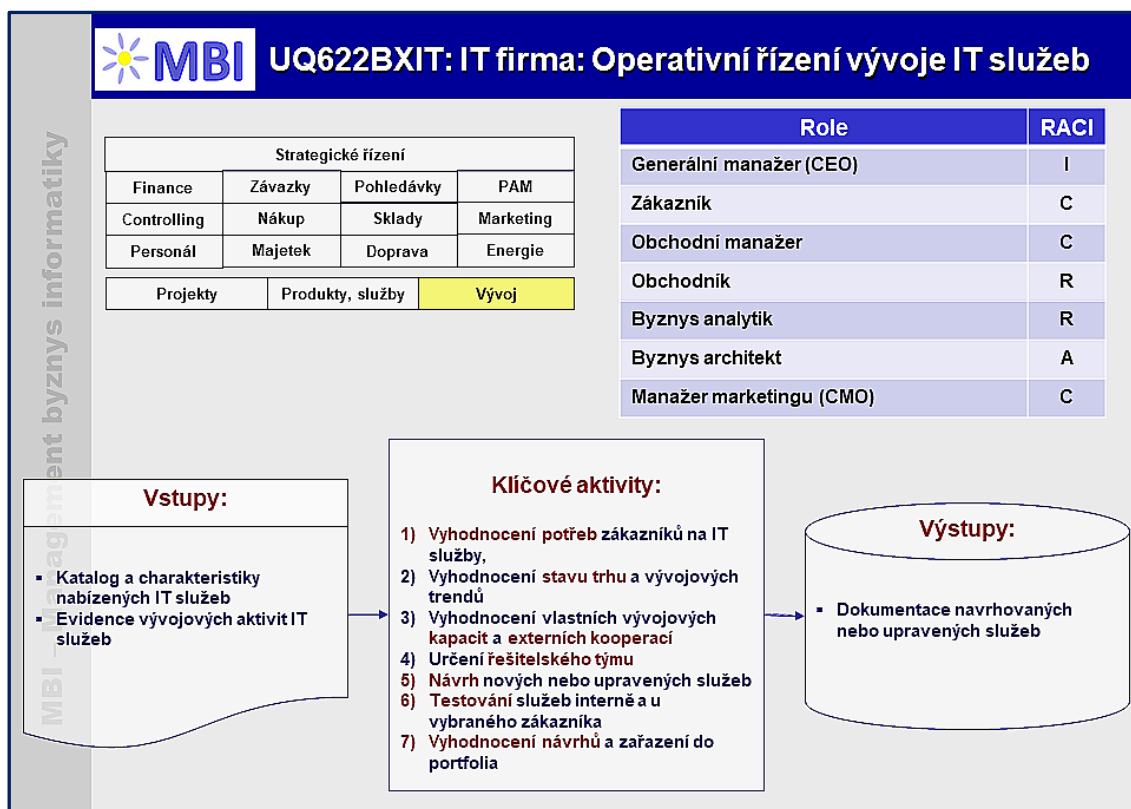 MBI
UQ622BXIT: IT firma: Operativní řízení vývoje IT služeb
MBI – Management byznys informatiky
Strategické řízení
Finance Závazky Pohledávky PAM
Controlling Nákup Sklady Marketing
Personál Majetek Doprava Energie
Projekty Produkty, služby Vývoj
Role RACI
Generální manažer (CEO) I
Zákazník C
Obchodní manažer C
Obchodník R
Byznys analytik R
Byznys architekt A
Manažer marketingu (CMO) C
Vstupy:
▪ Katalog a charakteristiky
nabízených IT služeb
▪ Evidence vývojových aktivit IT
služeb
Klíčové aktivity:
1) Vyhodnocení potřeb zákazníků na IT
služby,
2) Vyhodnocení stavu trhu a vývojových
trendů
3) Vyhodnocení vlastních vývojových
kapacit a externích kooperací
4) Určení řešitelského týmu
5) Návrh nových nebo upravených služeb
6) Testování služeb interně a u
vybraného zákazníka
7) Vyhodnocení návrhů a zařazení do
portfolia
Výstupy:
▪ Dokumentace navrhovaných
nebo upravených služeb